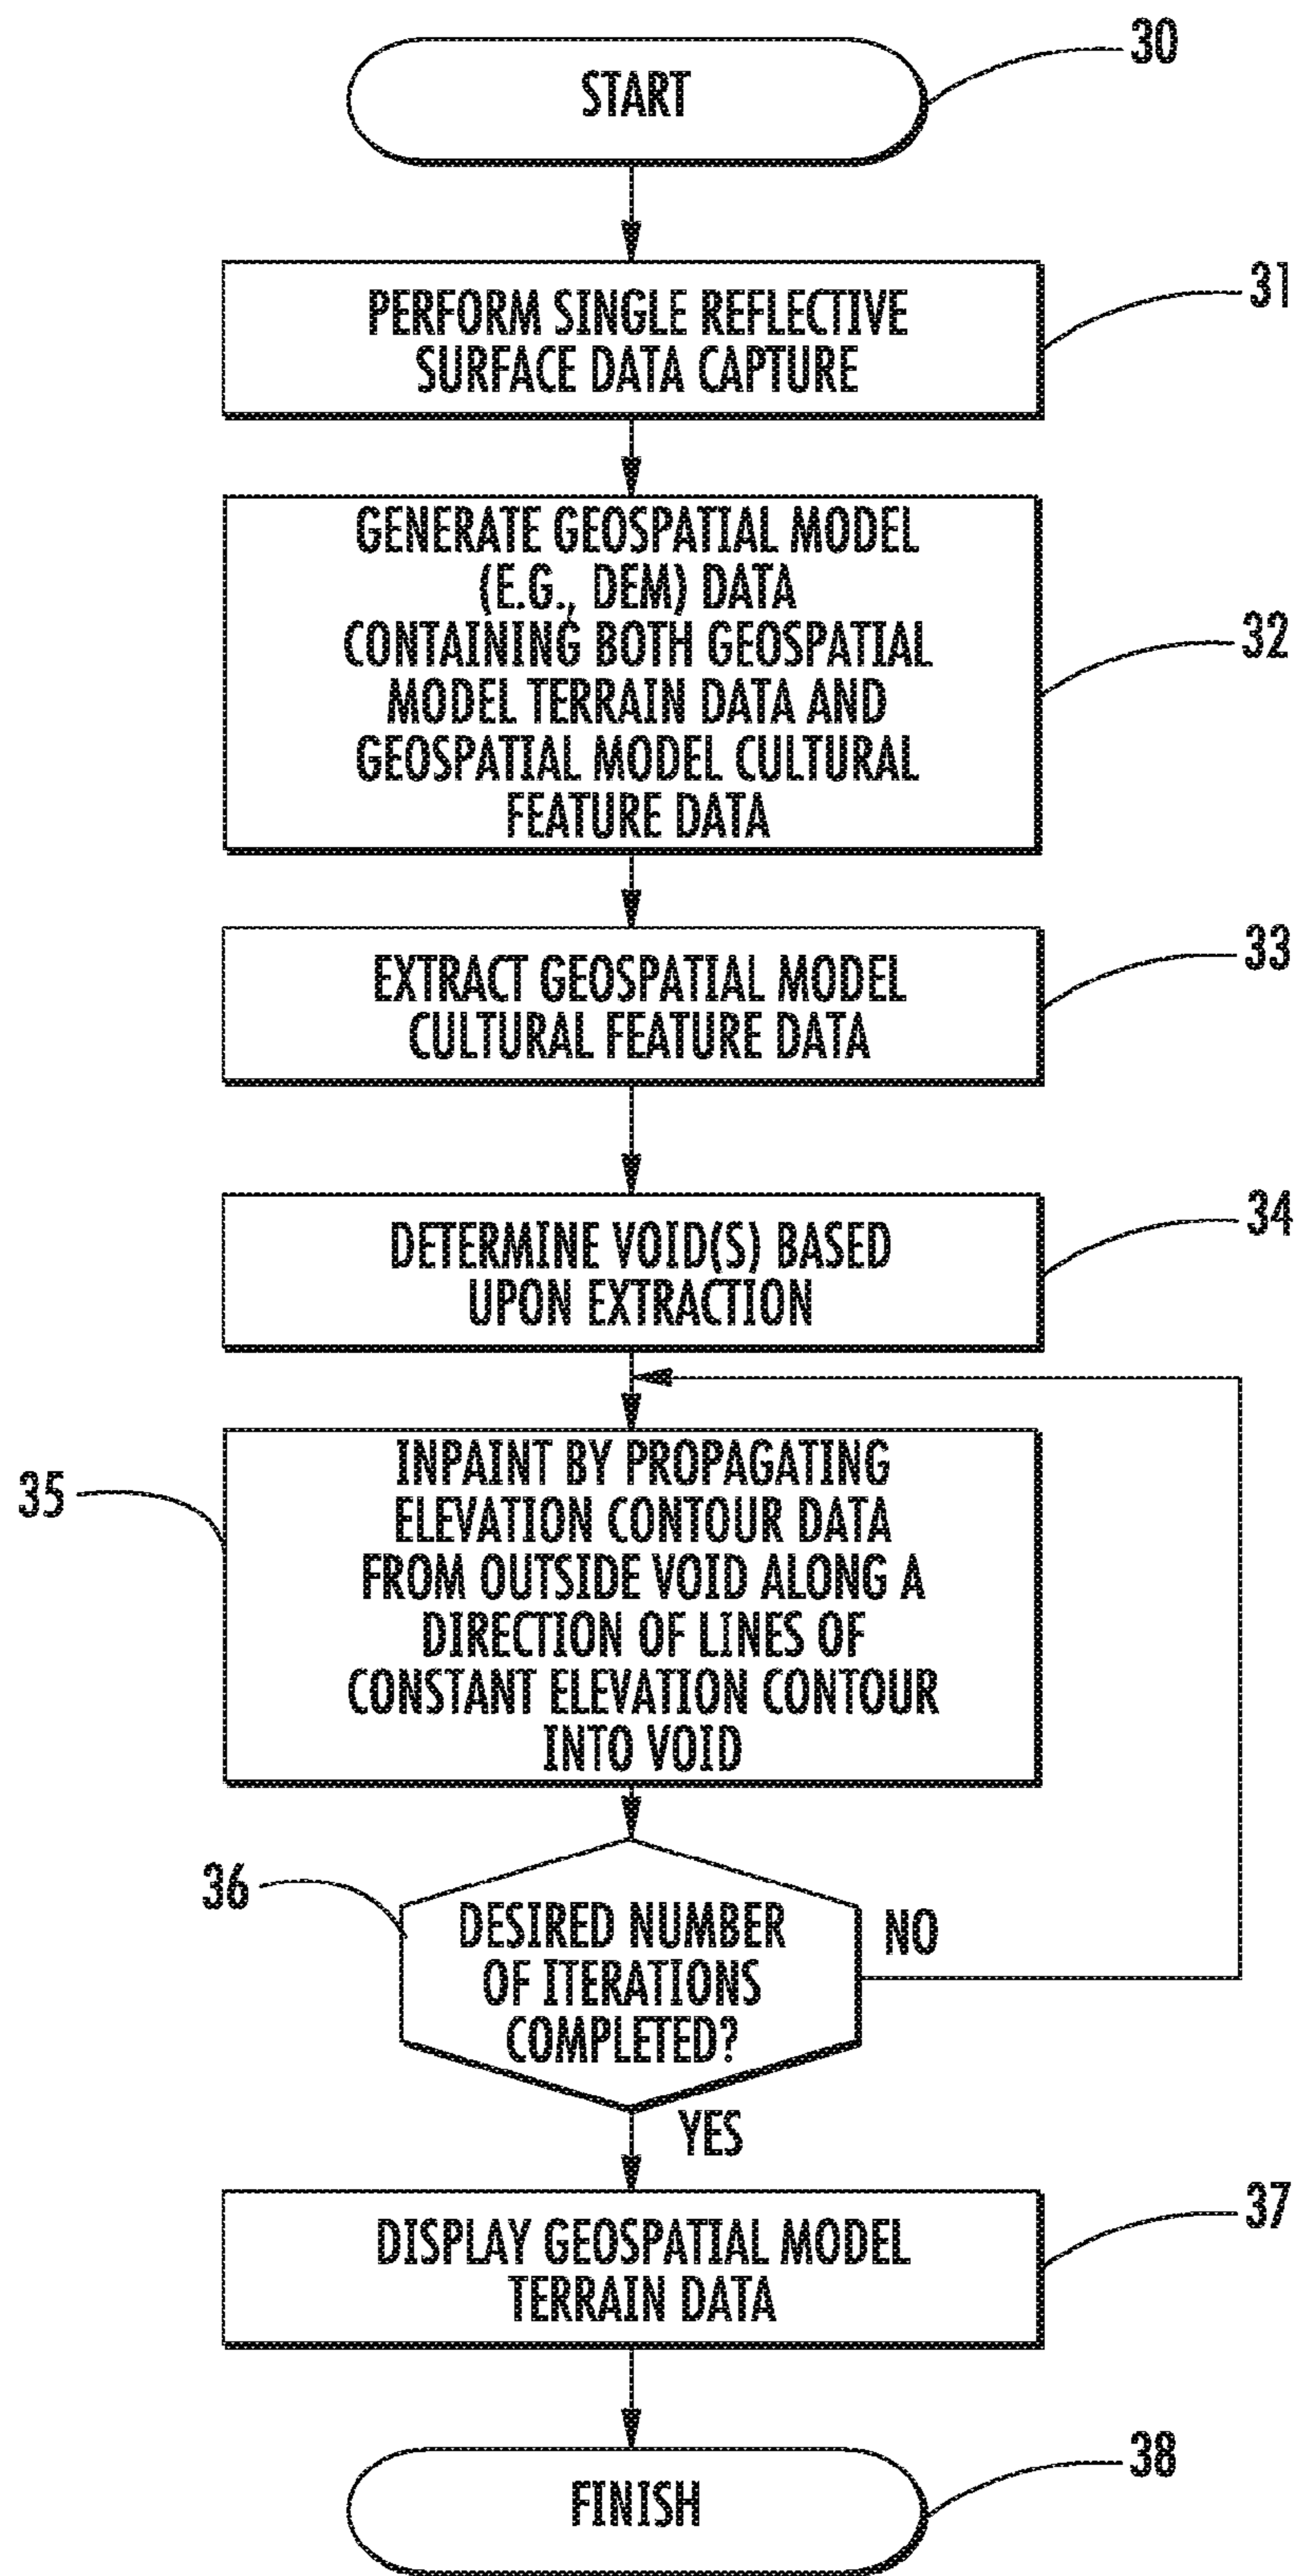 30
START
31
PERFORM SINGLE REFLECTIVE
SURFACE DATA CAPTURE
GENERATE GEOSPATIAL MODEL
(E.G., DEM) DATA
CONTAINING BOTH GEOSPATIAL
MODEL TERRAIN DATA AND
GEOSPATIAL MODEL CULTURAL
FEATURE DATA
32
33
EXTRACT GEOSPATIAL MODEL
CULTURAL FEATURE DATA
34
DETERMINE VOID(S) BASED
UPON EXTRACTION
35
INPAINT BY PROPAGATING
ELEVATION CONTOUR DATA
FROM OUTSIDE VOID ALONG A
DIRECTION OF LINES OF
CONSTANT ELEVATION CONTOUR
INTO VOID
36
DESIRED NUMBER
OF ITERATIONS
COMPLETED?
NO
YES
37
DISPLAY GEOSPATIAL MODEL
TERRAIN DATA
38
FINISH